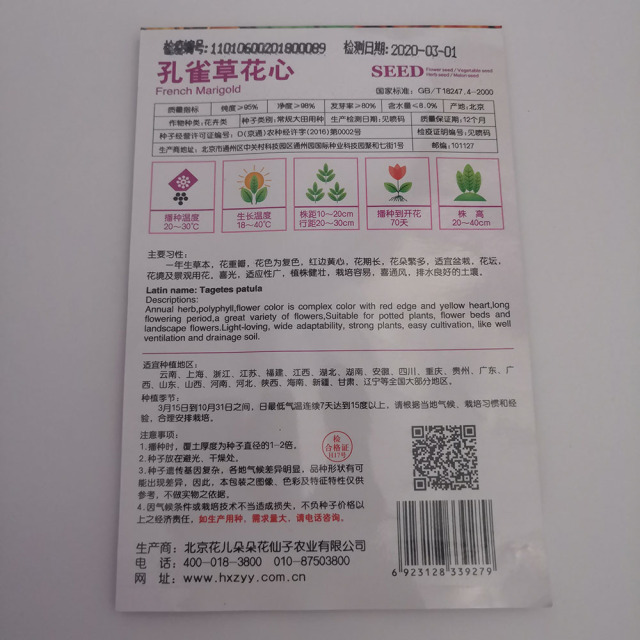 检疫编号:11010600201800089 检测日期:2020-03-01
孔雀草花心
French Marigold
SEED
Flower seed / Vegetable seed
Herb seed / Melon seed
国家标准: GB/T18247.4-2000
质量指标 纯度≥95% 净度≥98% 发芽率≥80% 含水量≤8.0% 产地:北京
作物种类:花卉类 种子类别:常规大田用种 生产检测日期:见喷码 质量保证期:12个月
种子经营许可证编号:D(京通)农种经许字(2016)第0002号 检疫证明编号:见喷码
生产商地址:北京市通州区中关村科技园区通州园国际种业科技园聚和七街1号 邮编:101127
播种温度
20~30℃
生长温度
18~40℃
株距10~20cm
行距20~30cm
播种到开花
70天
株 高
20~40cm
主要习性:
一年生草本,花重瓣,花色为复色,红边黄心,花期长,花朵繁多,适宜盆栽,花坛,
花境及景观用花。喜光,适应性广,植株健壮,栽培容易,喜通风,排水良好的土壤。
Latin name: Tagetes patula
Descriptions:
Annual herb,polyphyll,flower color is complex color with red edge and yellow heart,long
flowering period,a great variety of flowers,Suitable for potted plants, flower beds and
landscape flowers.Light-loving, wide adaptability, strong plants, easy cultivation, like well
ventilation and drainage soil.
适宜种植地区:
云南、上海、浙江、江苏、福建、江西、湖北、湖南、安徽、四川、重庆、贵州、广东、广
西、山东、山西、河南、河北、陕西、海南、新疆、甘肃、辽宁等全国大部分地区。
种植季节:
3月15日到10月31日之间,日最低气温连续7天达到15度以上,请根据当地气候、栽培习惯和经
验,合理安排栽培。
注意事项:
1.播种时,覆土厚度为种子直径的1-2倍。
2.种子放在避光、干燥处。
3.种子遗传基因复杂,各地气候差异明显,品种形状有可
能出现差异,因此,本包装之图像、色彩及特征特性仅供
参考,不做实物之依据。
4.因气候条件或栽培技术不当造成损失,不负种子价格以
上之经济责任,如生产用种、需求量大,请电话咨询。
检
合格证
H17号
生产商:北京花儿朵朵花仙子农业有限公司
电 话:400-018-3800 010-87503800
网 址:www.hxzyy.com.cn
6 923128 339279